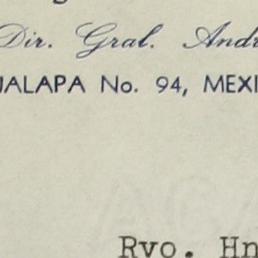 Dir. Gral. Andr
JALAPA No. 94, MEXI
Rvo. Hn